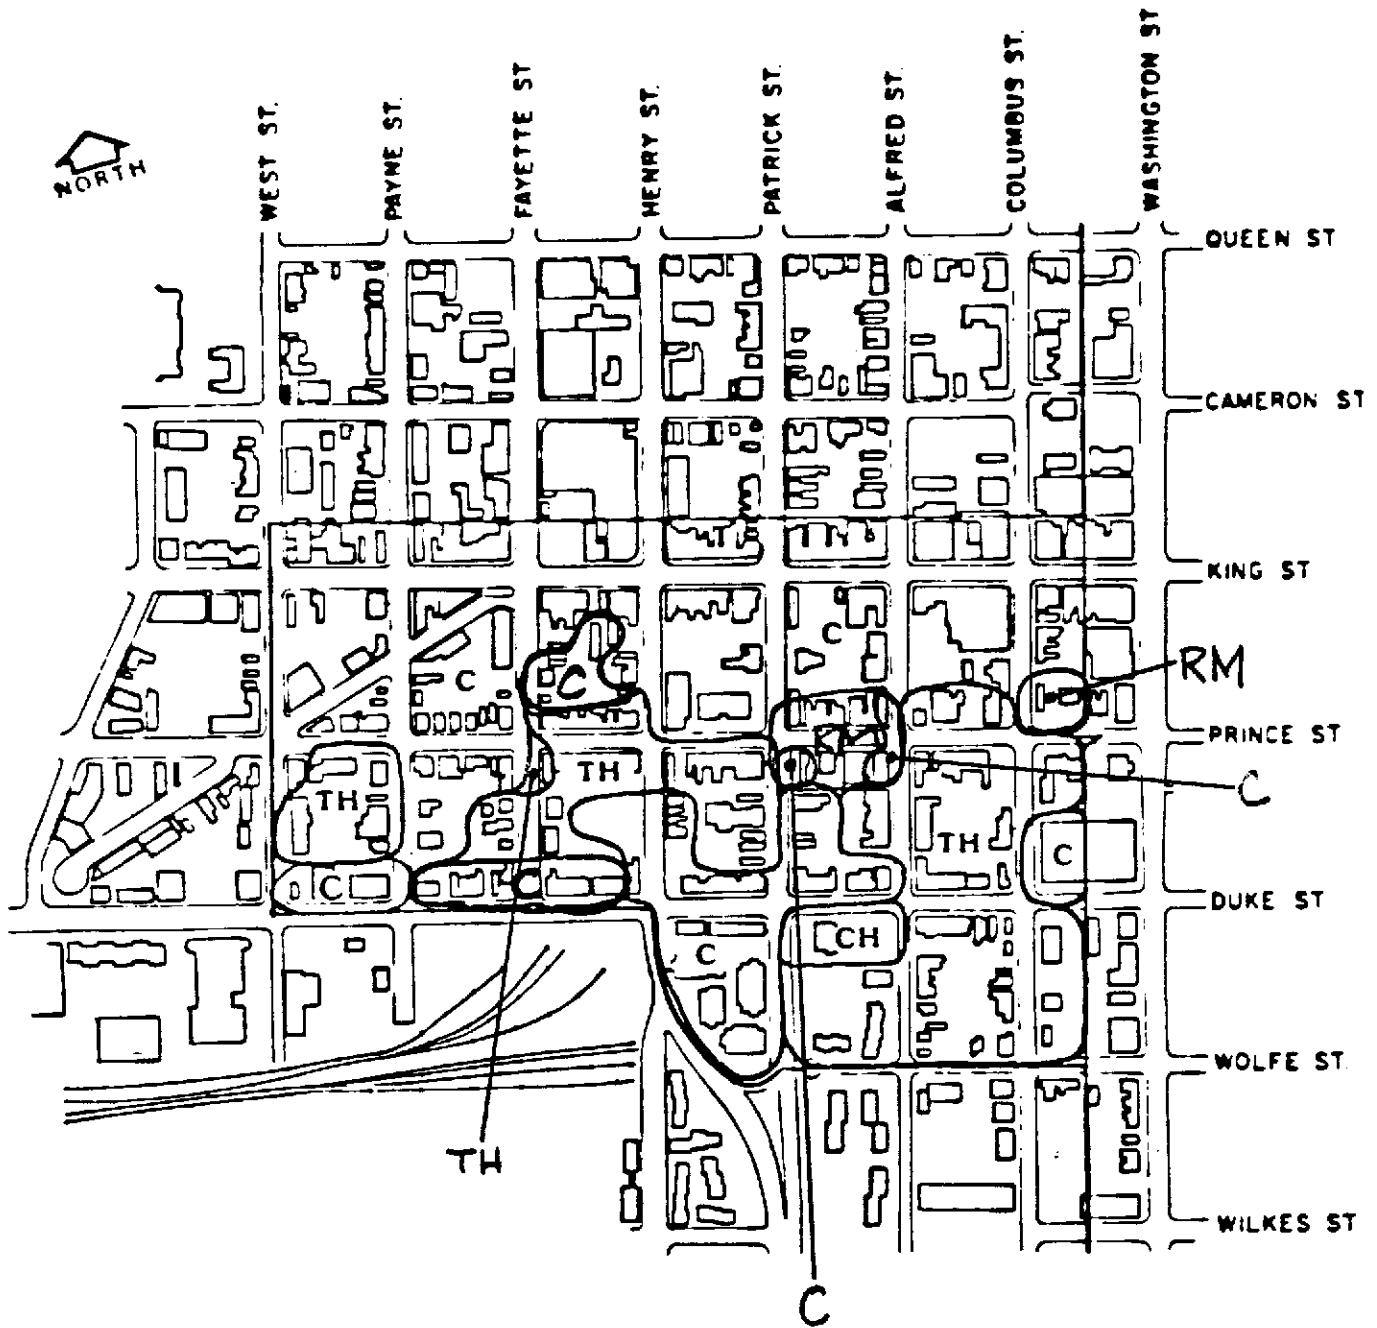 WEST ST.
PAYNE ST.
FAYETTE ST
HENRY ST.
PATRICK ST.
ALFRED ST.
COLUMBUS ST.
WASHINGTON ST
NORTH
QUEEN ST
CAMERON ST
TH
KING ST
C
C
C
RM
PRINCE ST
TH
TH
I
C
TH
C
C
C
DUKE ST
CH
C
WOLFE ST.
TH
WILKES ST
C